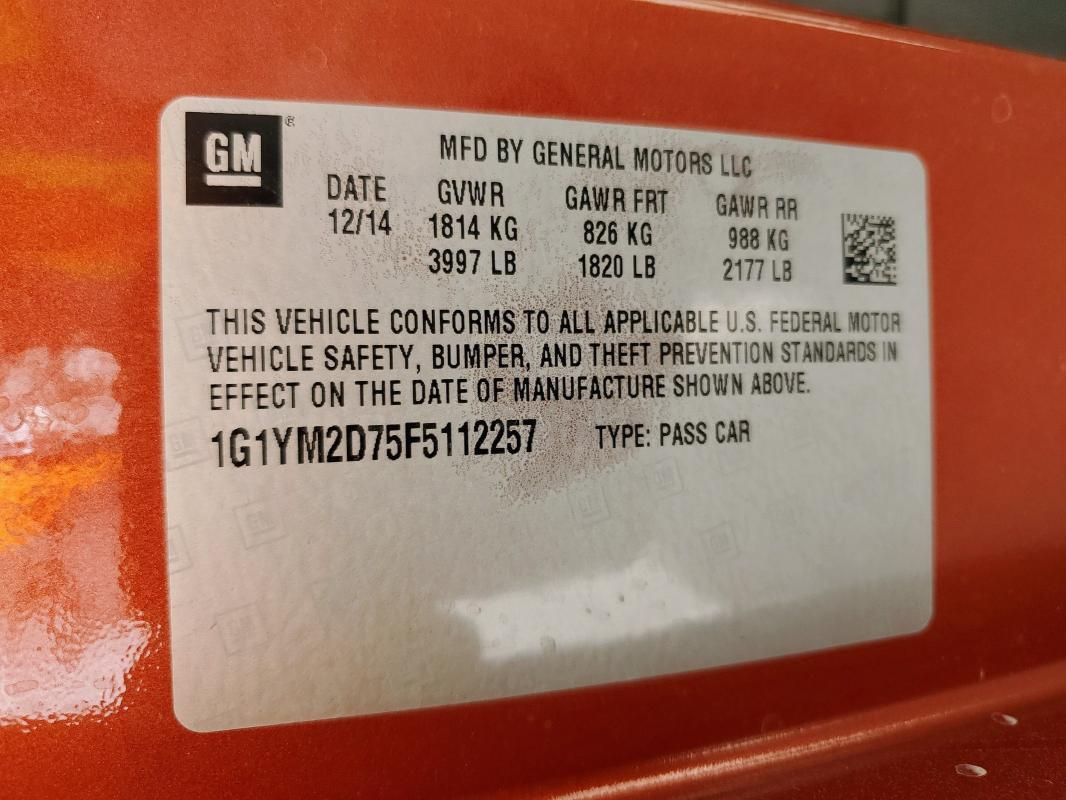 GM ®
MFD BY GENERAL MOTORS LLC
DATE GVWR GAWR FRT GAWR RR
12/14 1814 KG 826 KG 988 KG
3997 LB 1820 LB 2177 LB
THIS VEHICLE CONFORMS TO ALL APPLICABLE U.S. FEDERAL MOTOR
VEHICLE SAFETY, BUMPER, AND THEFT PREVENTION STANDARDS IN
EFFECT ON THE DATE OF MANUFACTURE SHOWN ABOVE.
1G1YM2D75F5112257 TYPE: PASS CAR